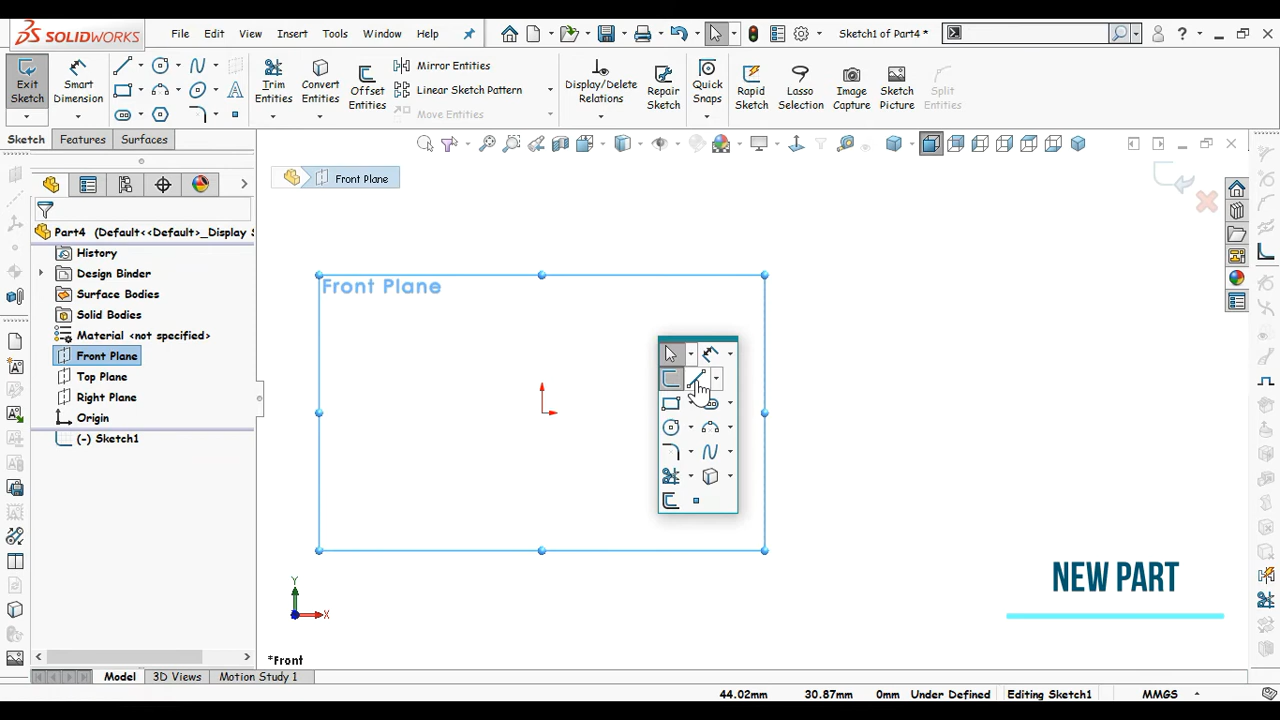 SOLIDWORKS
File Edit View Insert Tools Window Help
Sketch1 of Part4 *
Exit Sketch
Smart Dimension
Trim Entities
Convert Entities
Offset Entities
Mirror Entities
Linear Sketch Pattern
Move Entities
Display/Delete Relations
Repair Sketch
Quick Snaps
Rapid Sketch
Lasso Selection
Image Capture
Sketch Picture
Split Entities
Sketch Features Surfaces
Front Plane
Part4 (Default<<Default>_Display S
History
Design Binder
Surface Bodies
Solid Bodies
Material <not specified>
Front Plane
Top Plane
Right Plane
Origin
(-) Sketch1
Front Plane
NEW PART
Y
X
*Front
Model 3D Views Motion Study 1
44.02mm 30.87mm 0mm Under Defined Editing Sketch1 MMGS